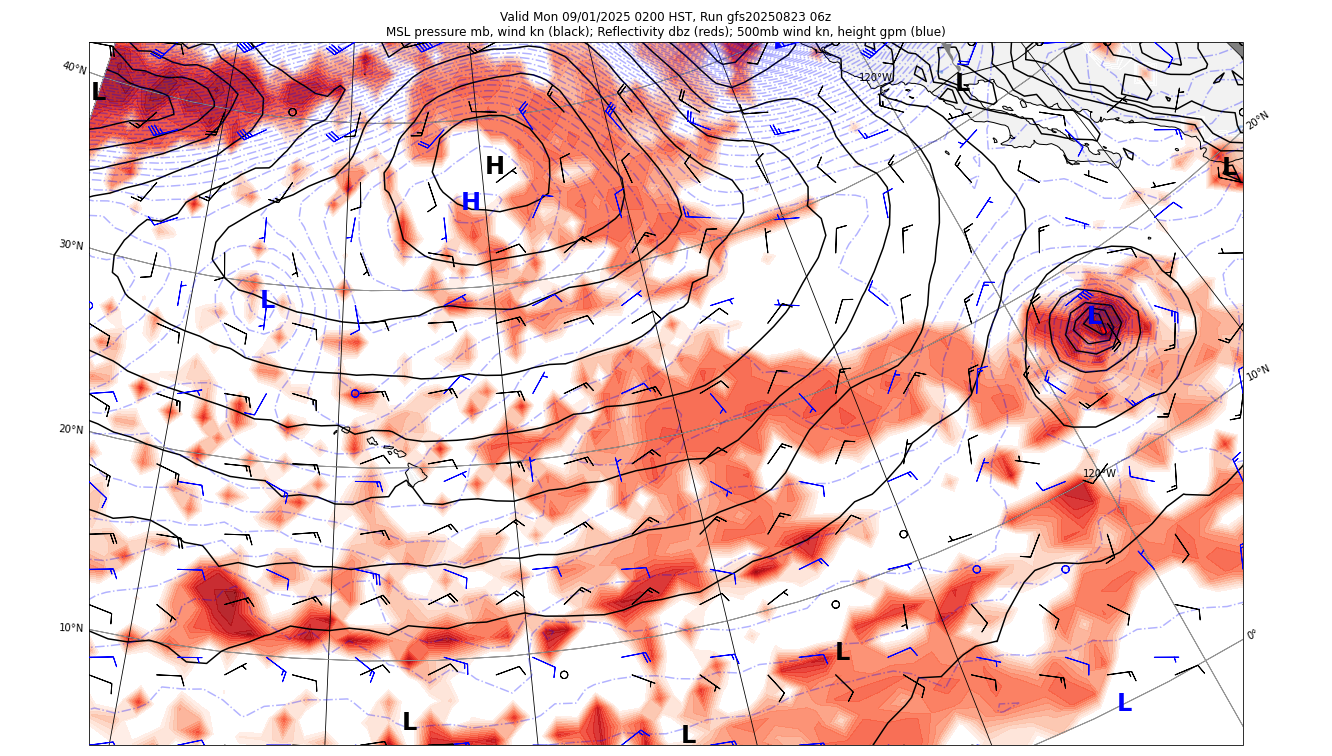 Valid Mon 09/01/2025 0200 HST, Run gfs20250823 06z
MSL pressure mb, wind kn (black); Reflectivity dbz (reds); 500mb wind kn, height gpm (blue)
40°N
120°W
L
L
20°N
H
L
H
30°N
L
L
10°N
20°N
120°W
10°N
0°
L
L
L
L